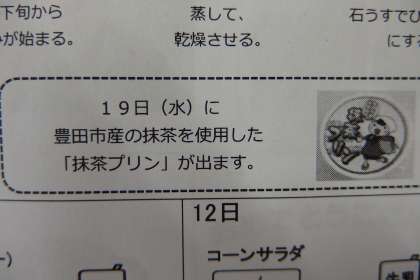 下旬から
が始まる。
蒸して、
乾燥させる。
石うすでひ
にする
19日（水）に
豊田市産の抹茶を使用した
「抹茶プリン」が出ます。
12日
コーンサラダ